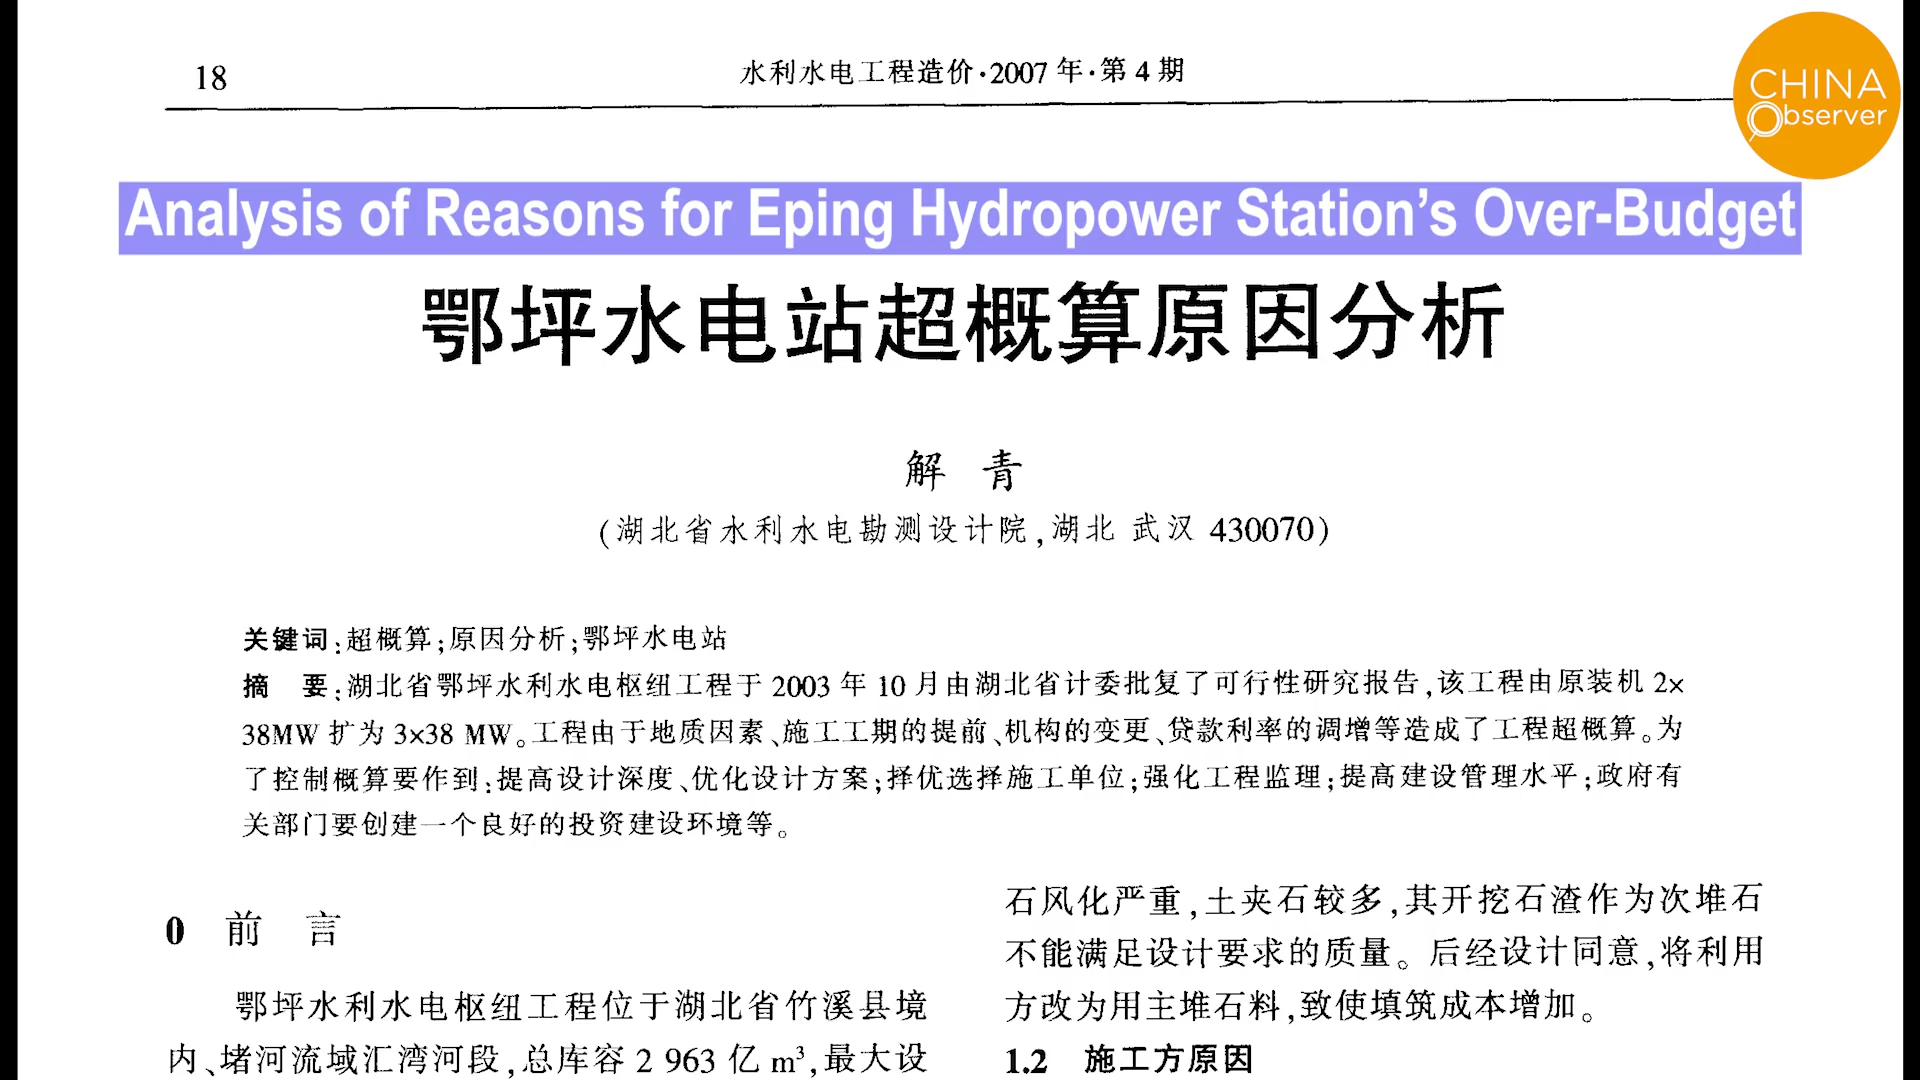 18
水利水电工程造价·2007年·第4期
CHINA
Observer
Analysis of Reasons for Eping Hydropower Station's Over-Budget
鄂坪水电站超概算原因分析
解 青
(湖北省水利水电勘测设计院,湖北 武汉 430070)
关键词:超概算;原因分析;鄂坪水电站
摘 要:湖北省鄂坪水利水电枢纽工程于 2003 年 10 月由湖北省计委批复了可行性研究报告,该工程由原装机 2×
38MW 扩为 3×38 MW。工程由于地质因素、施工工期的提前、机构的变更、贷款利率的调增等造成了工程超概算。为
了控制概算要作到:提高设计深度、优化设计方案;择优选择施工单位;强化工程监理;提高建设管理水平;政府有
关部门要创建一个良好的投资建设环境等。
0 前 言
鄂坪水利水电枢纽工程位于湖北省竹溪县境
内、堵河流域汇湾河段,总库容 2 963 亿 m³,最大设
石风化严重,土夹石较多,其开挖石渣作为次堆石
不能满足设计要求的质量。后经设计同意,将利用
方改为用主堆石料,致使填筑成本增加。
1.2 施工方原因